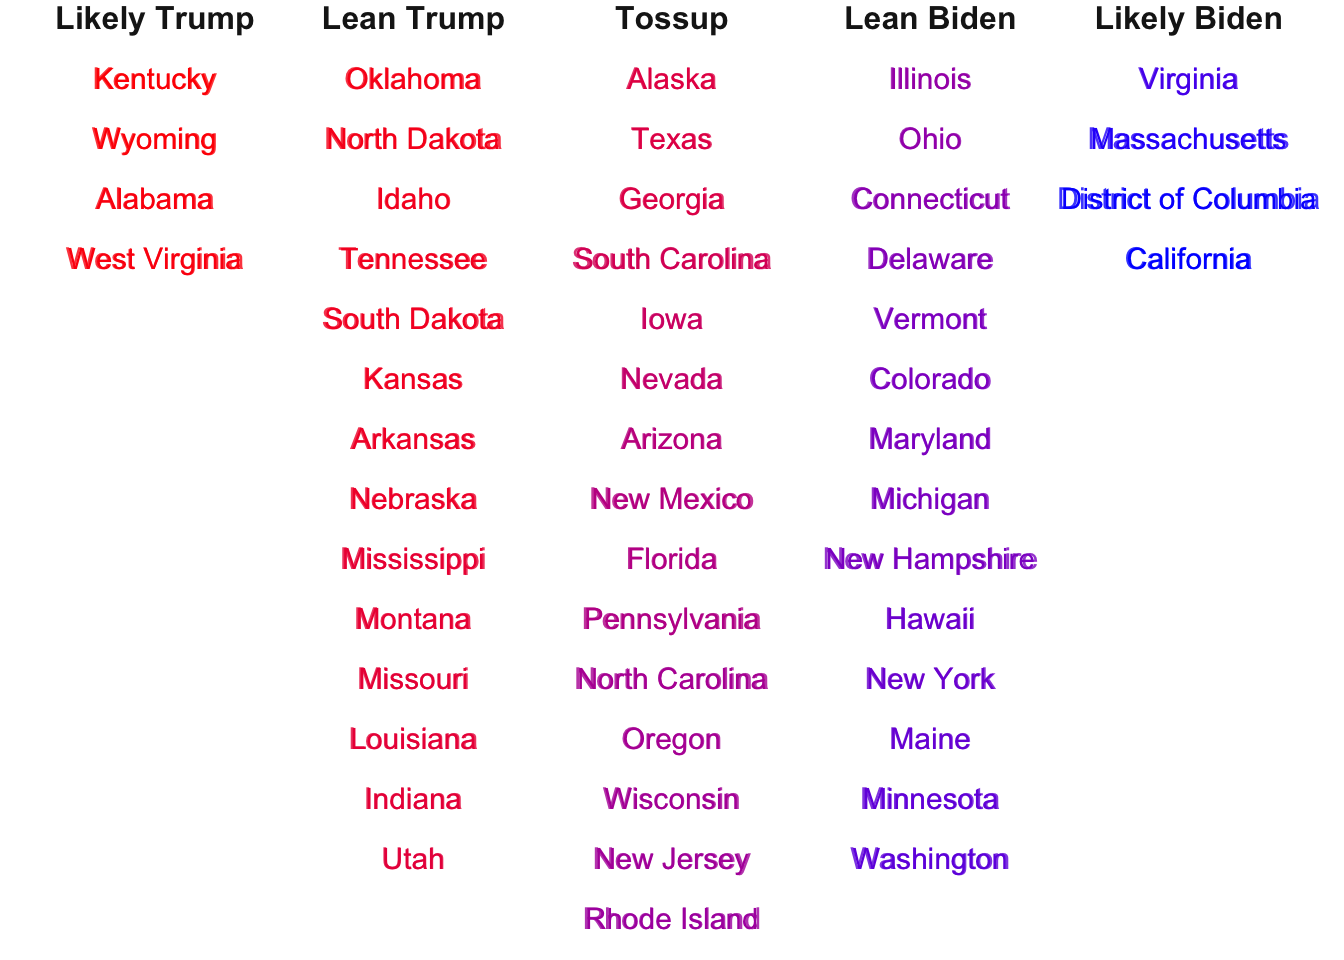 Likely Trump Lean Trump Tossup Lean Biden Likely Biden
Kentucky Oklahoma Alaska Illinois Virginia
Wyoming North Dakota Texas Ohio Massachusetts
Alabama Idaho Georgia Connecticut District of Columbia
West Virginia Tennessee South Carolina Delaware California
South Dakota Iowa Vermont
Kansas Nevada Colorado
Arkansas Arizona Maryland
Nebraska New Mexico Michigan
Mississippi Florida New Hampshire
Montana Pennsylvania Hawaii
Missouri North Carolina New York
Louisiana Oregon Maine
Indiana Wisconsin Minnesota
Utah New Jersey Washington
Rhode Island